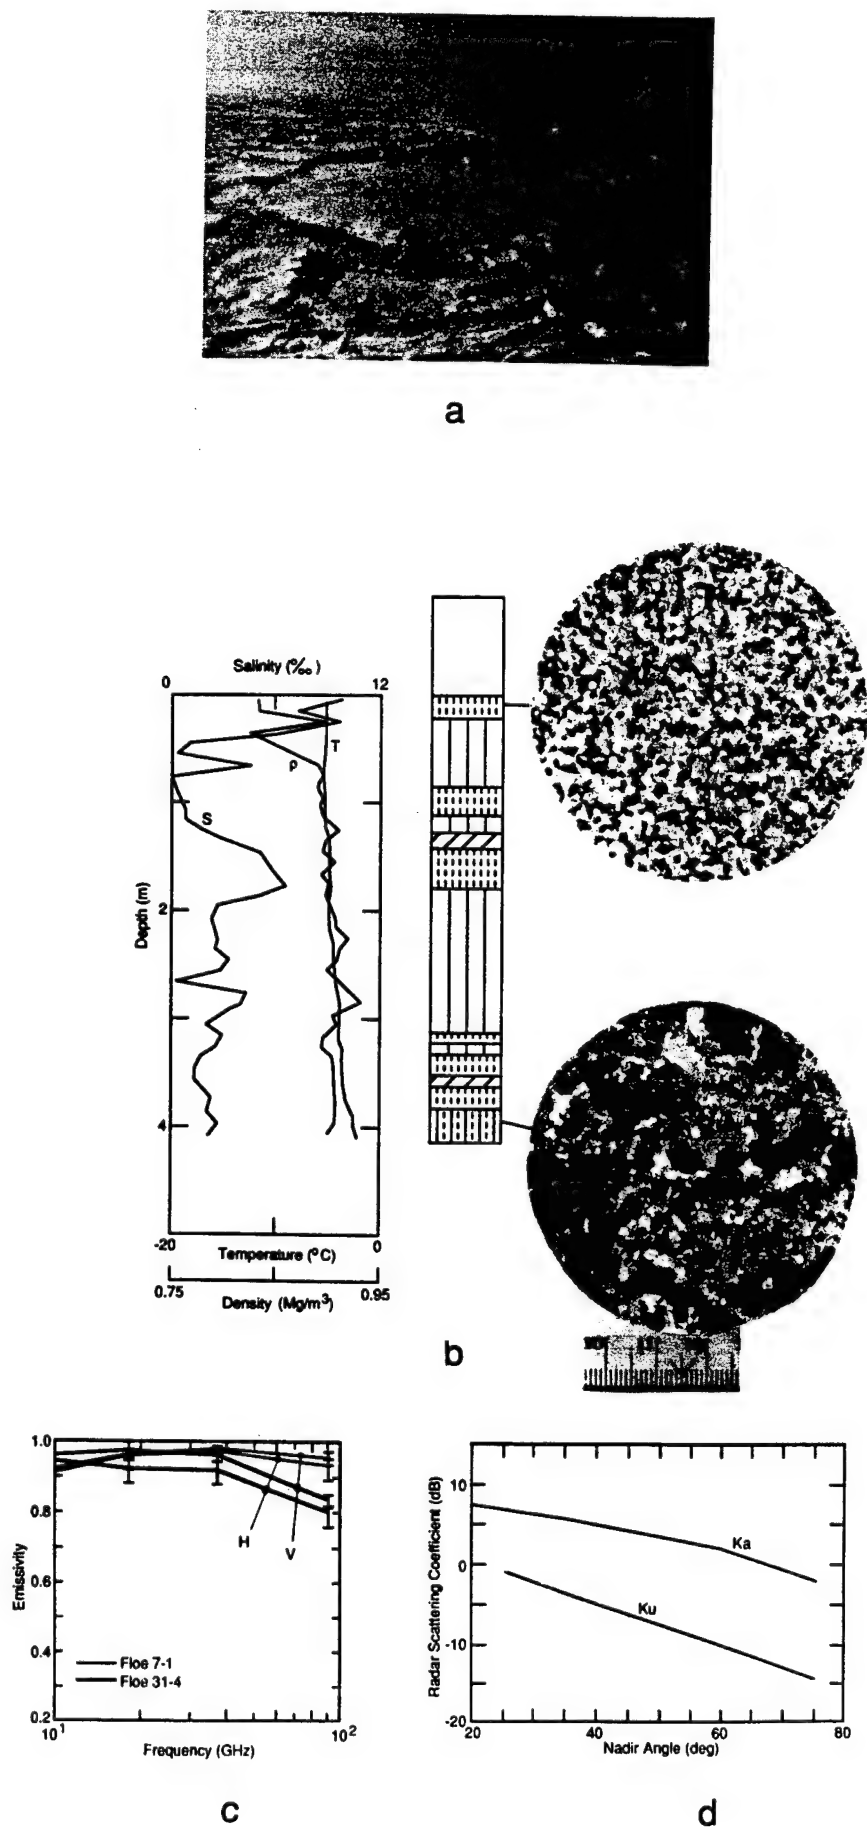 a
Salinity (‰)
0 12
T
ρ
S
Depth (m)
2
4
-20 Temperature (°C) 0
0.75 Density (Mg/m³) 0.95
b
1.0
0.8
0.6
0.4
0.2
Emissivity
H V
Floe 7-1
Floe 31-4
10¹ 10²
Frequency (GHz)
c
10
0
-10
-20
Radar Scattering Coefficient (dB)
Ka
Ku
20 40 60 80
Nadir Angle (deg)
d